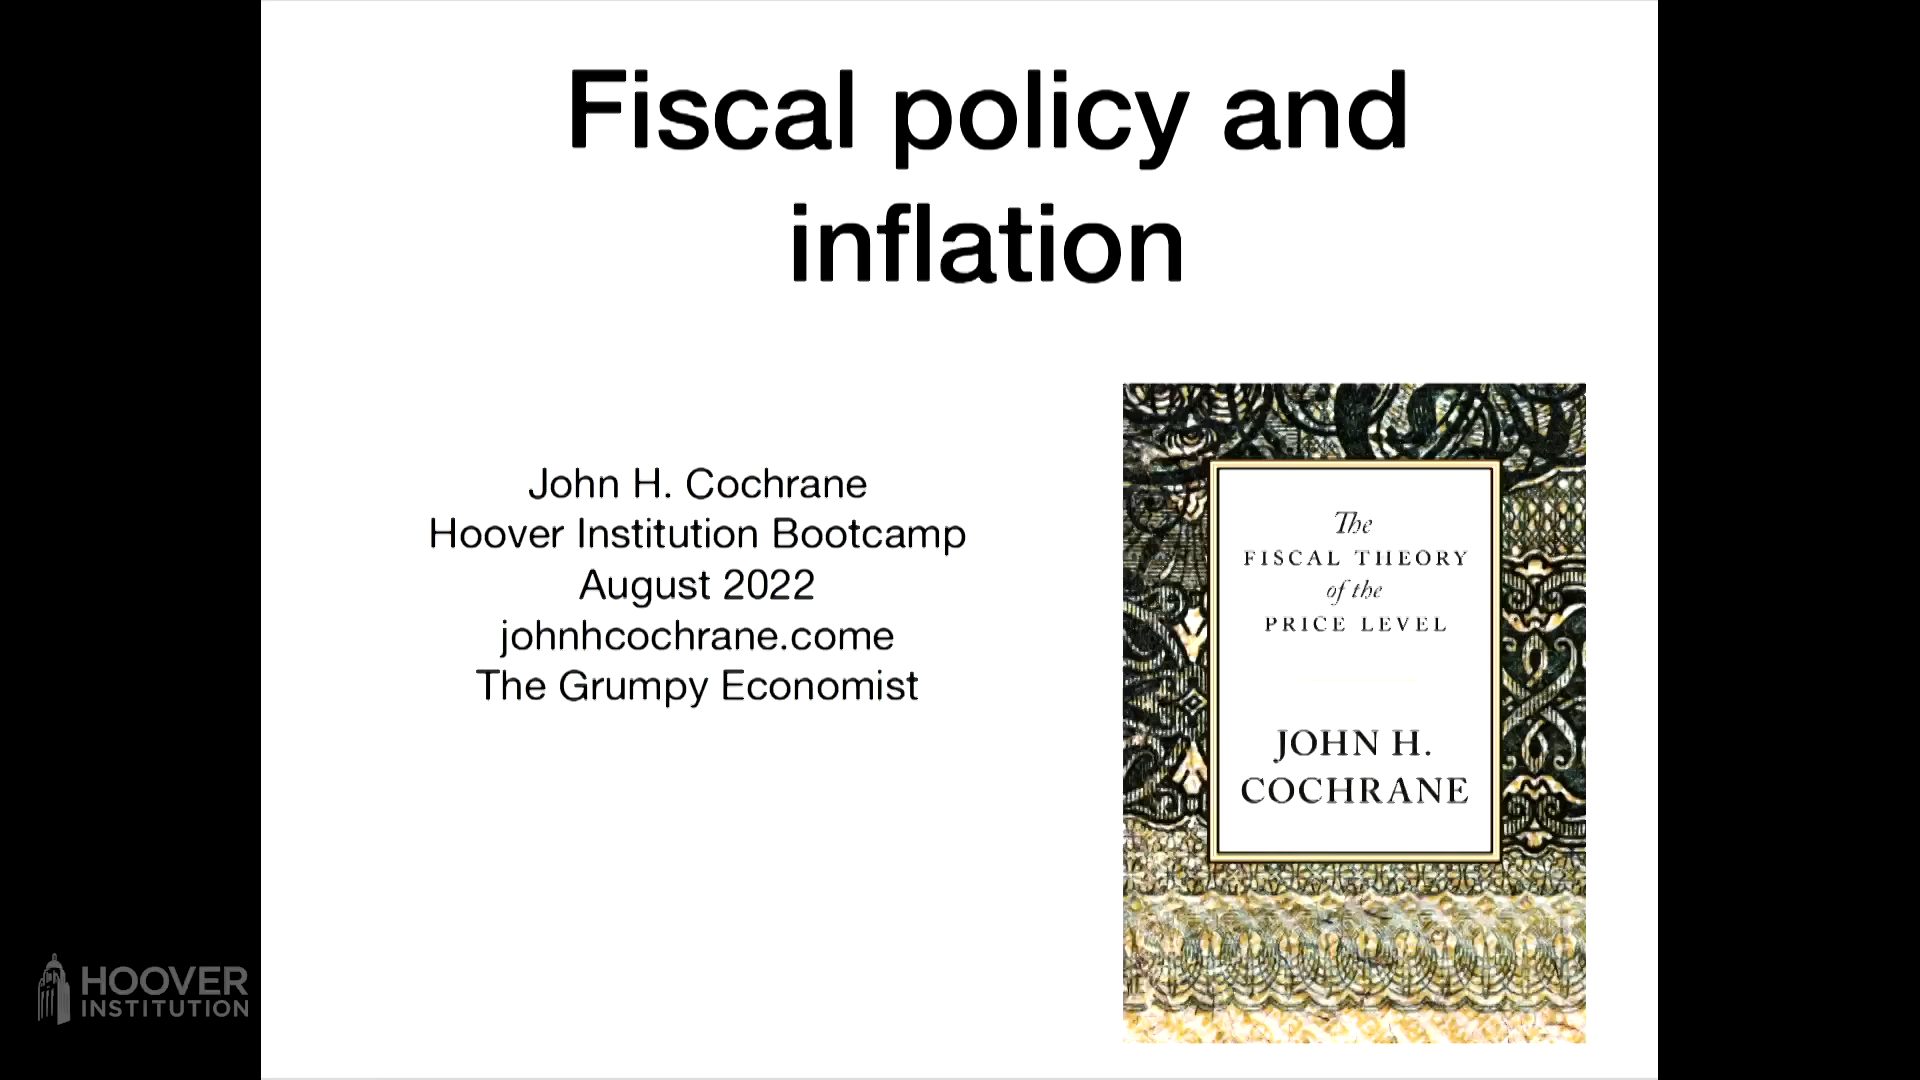 Fiscal policy and
inflation
John H. Cochrane
Hoover Institution Bootcamp
August 2022
johnhcochrane.come
The Grumpy Economist
The
FISCAL THEORY
of the
PRICE LEVEL
JOHN H.
COCHRANE
HOOVER
INSTITUTION